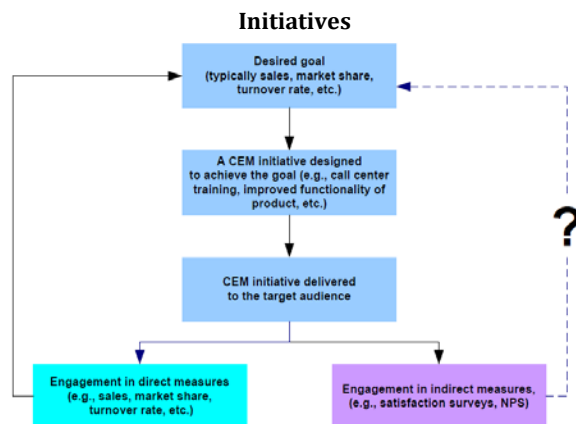 Initiatives
Desired goal
(typically sales, market share,
turnover rate, etc.)
A CEM initiative designed
to achieve the goal (e.g., call center
training, improved functionality of
product, etc.)
?
CEM initiative delivered
to the target audience
Engagement in direct measures
(e.g., sales, market share,
turnover rate, etc.)
Engagement in indirect measures,
(e.g., satisfaction surveys, NPS)